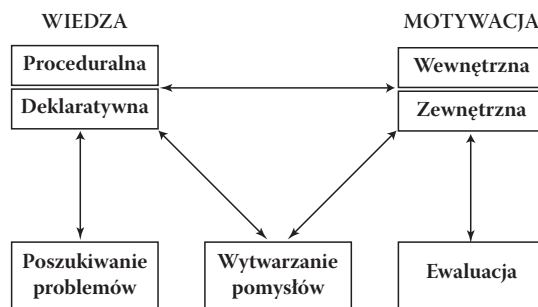 WIEDZA
MOTYWACJA
Proceduralna
Deklaratywna
Wewnętrzna
Zewnętrzna
Poszukiwanie
problemów
Wytwarzanie
pomysłów
Ewaluacja